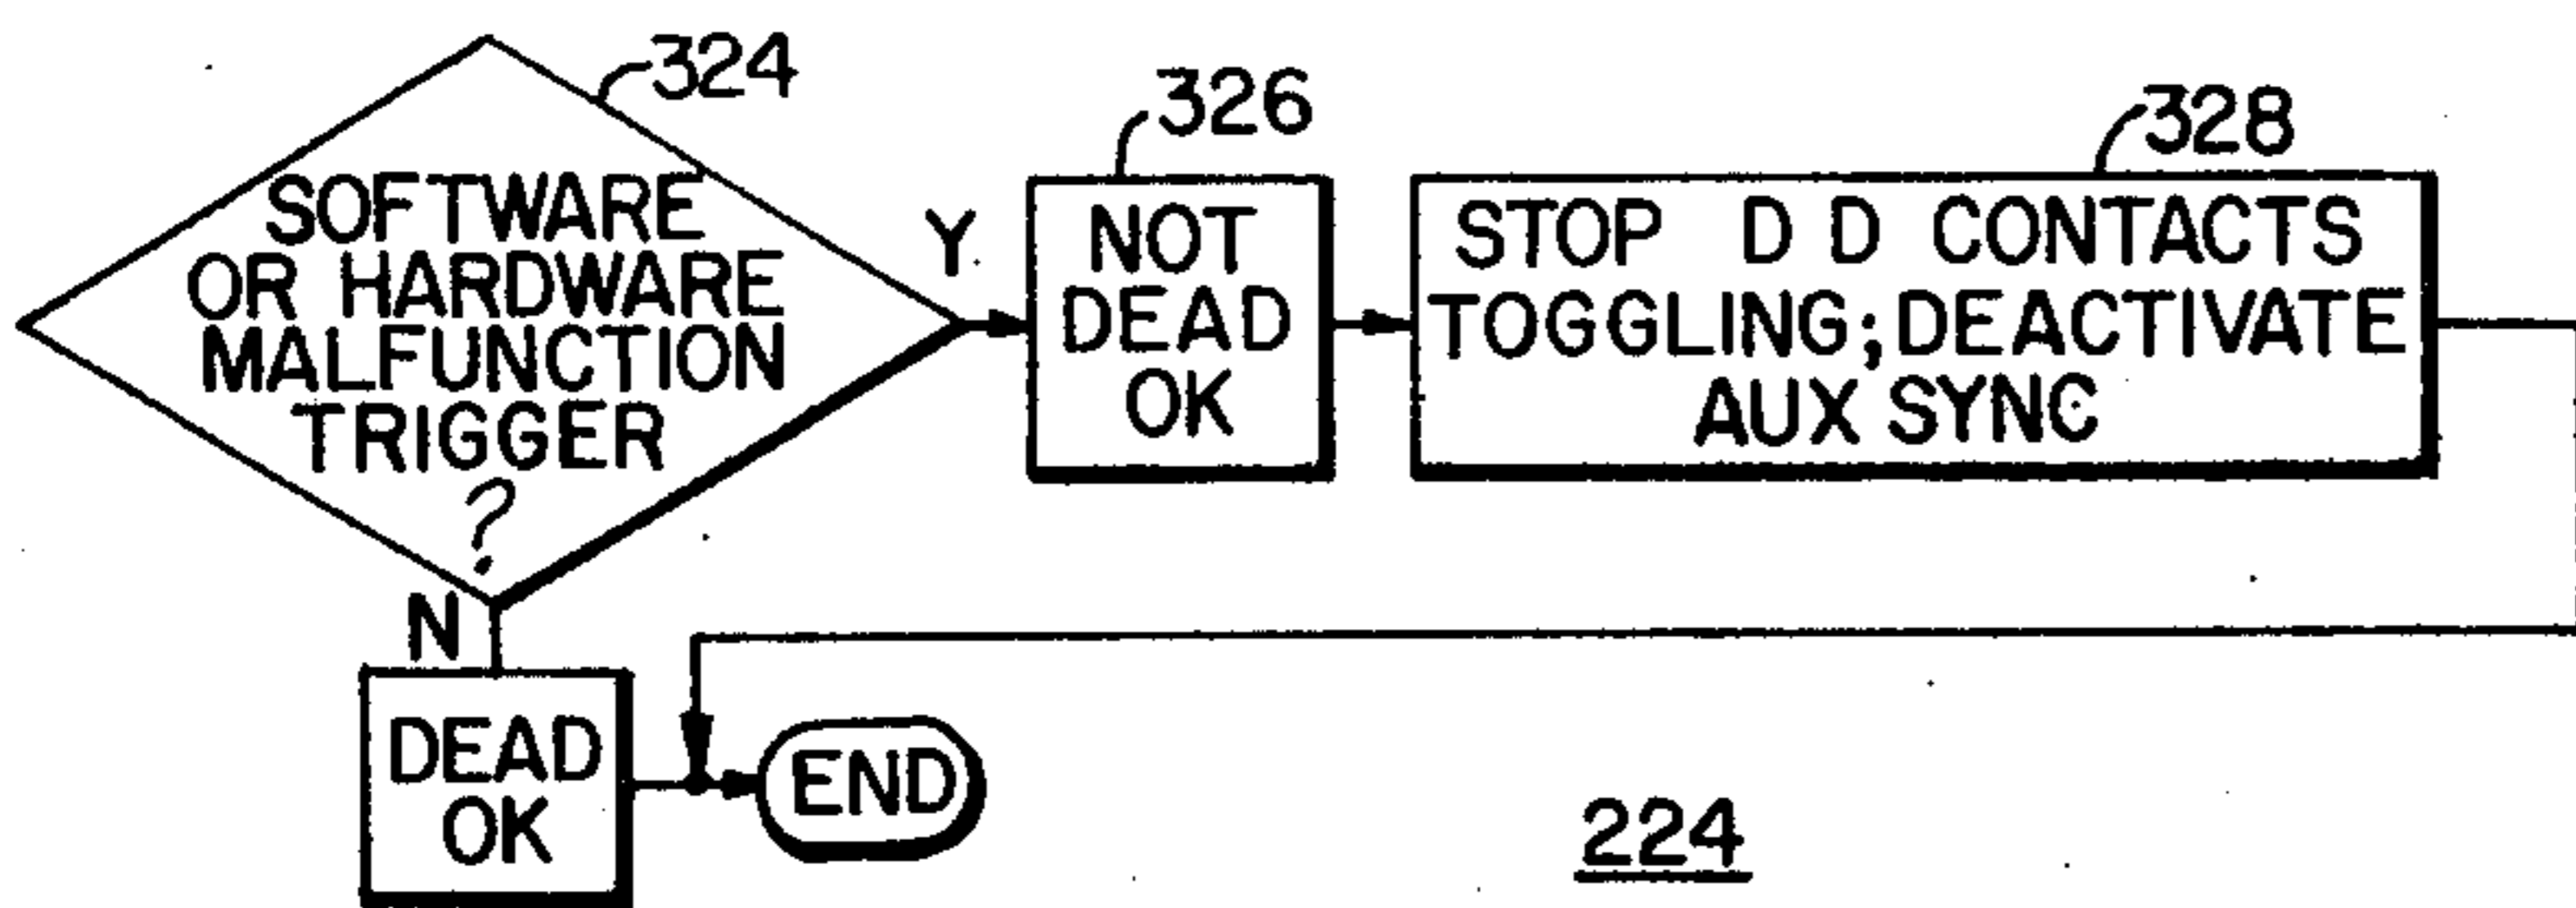 324
SOFTWARE
OR HARDWARE
MALFUNCTION
TRIGGER
?
Y
N
326
NOT
DEAD
OK
328
STOP D D CONTACTS
TOGGLING; DEACTIVATE
AUX SYNC
DEAD
OK
END
224